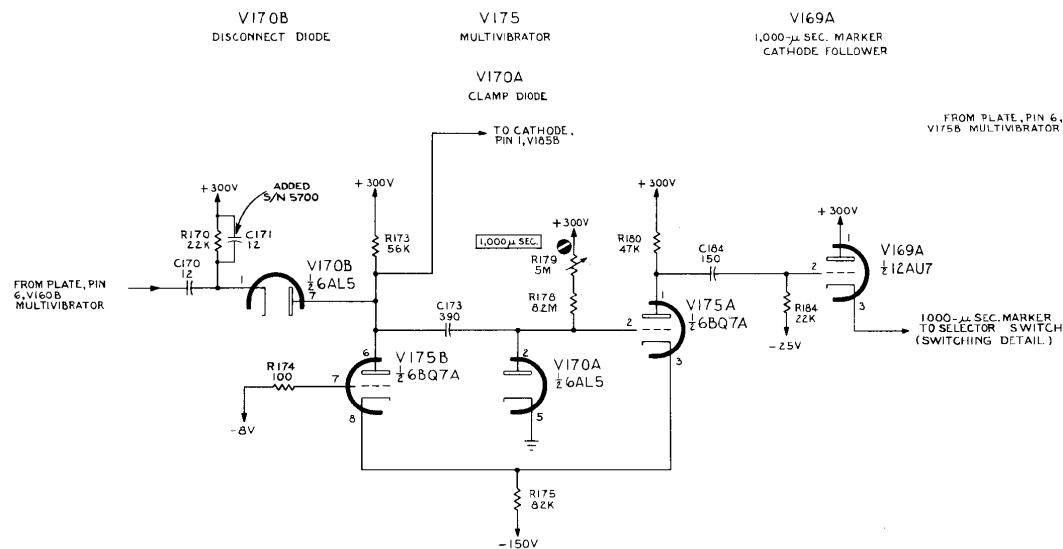 V170B
DISCONNECT DIODE
V175
MULTIVIBRATOR
V169A
1,000-μ SEC. MARKER
CATHODE FOLLOWER
V170A
CLAMP DIODE
TO CATHODE,
PIN 1, V185B
FROM PLATE, PIN 6,
V175B MULTIVIBRATOR
+300V
ADDED
S/N 5700
R170
22K
C171
12
C170
12
FROM PLATE, PIN
6, V160B
MULTIVIBRATOR
1
V170B
½ 6AL5
7
+300V
R173
56K
C173
390
+300V
1,000 μ SEC.
R179
5M
R178
8.2M
+300V
R180
47K
C184
150
+300V
1
V169A
½ 12AU7
2
3
R184
22K
-25V
1000-μ SEC. MARKER
TO SELECTOR SWITCH
(SWITCHING DETAIL.)
1
V175A
½ 6BQ7A
2
3
6
V175B
½ 6BQ7A
7
8
R174
100
-8V
2
V170A
½ 6AL5
5
R175
82K
-150V